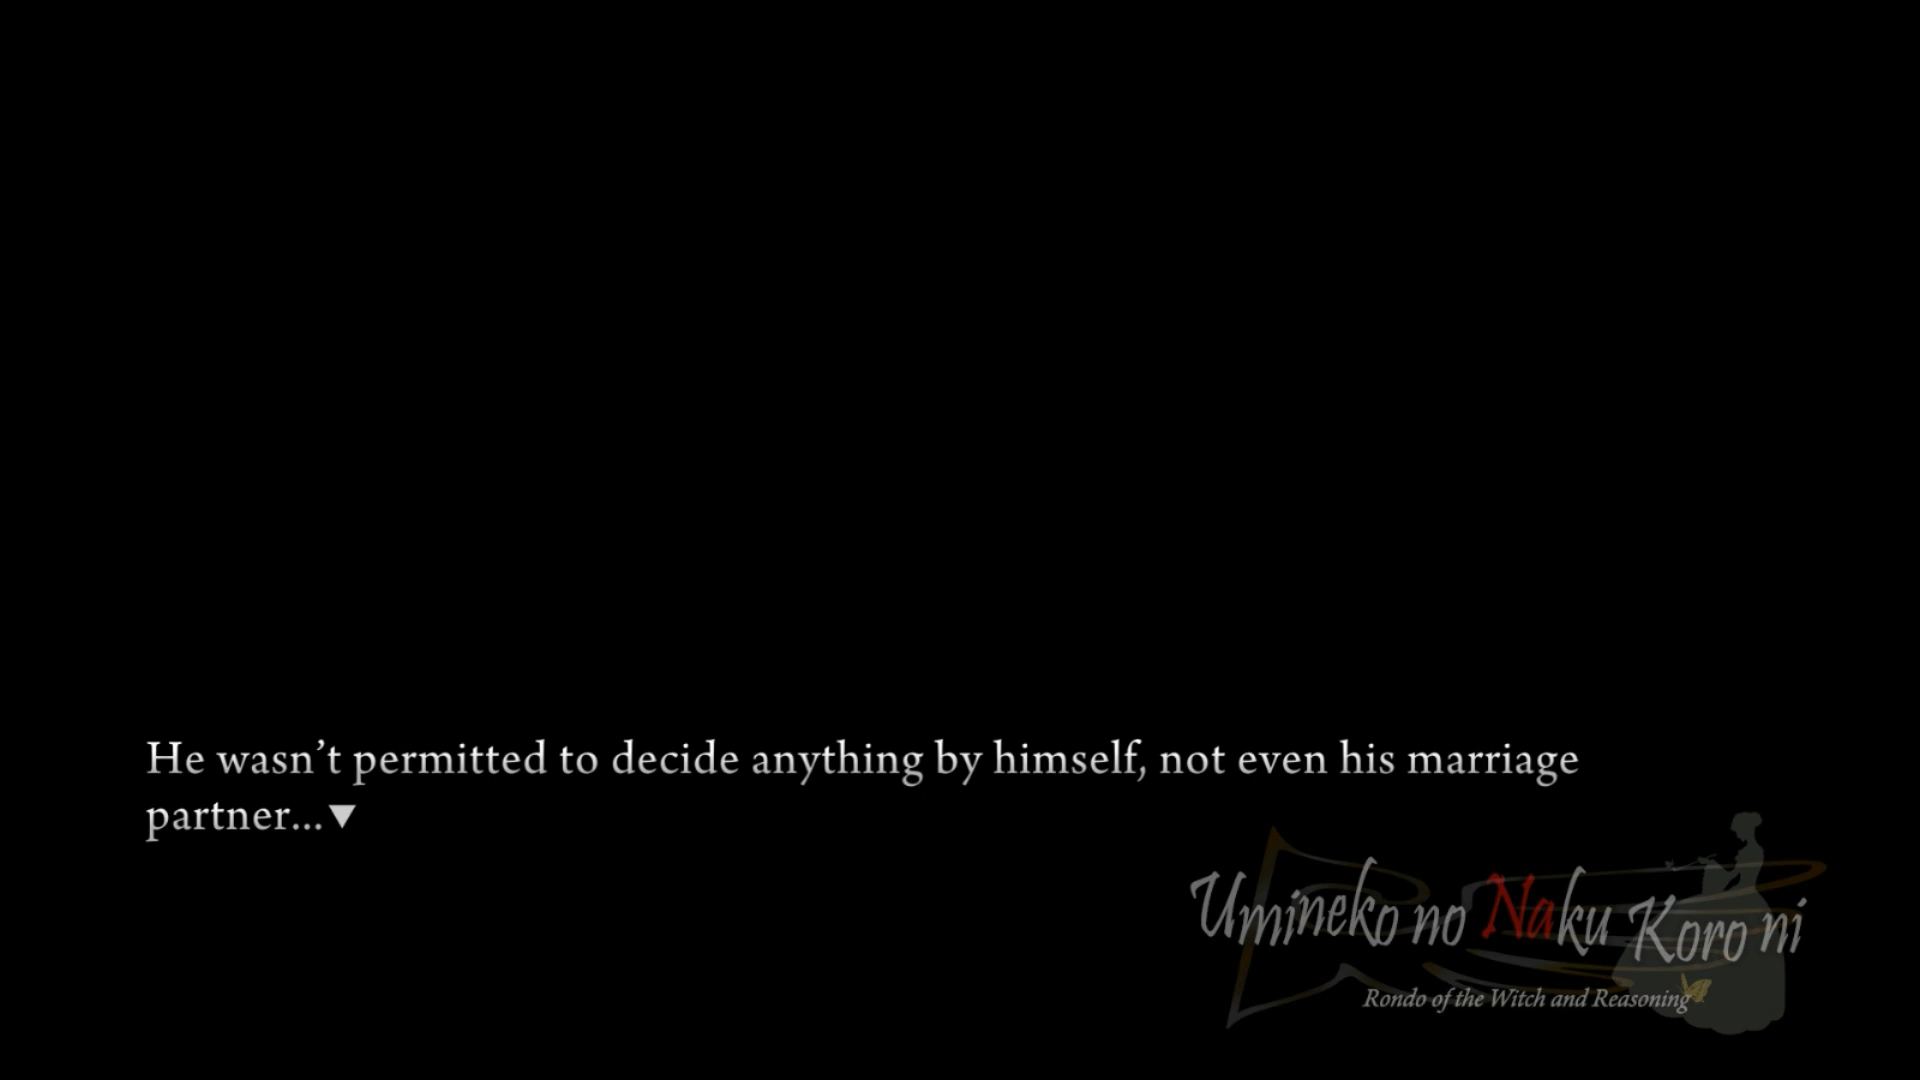 He wasn’t permitted to decide anything by himself, not even his marriage
partner...▼
Umineko no Naku Koro ni
Rondo of the Witch and Reasoning